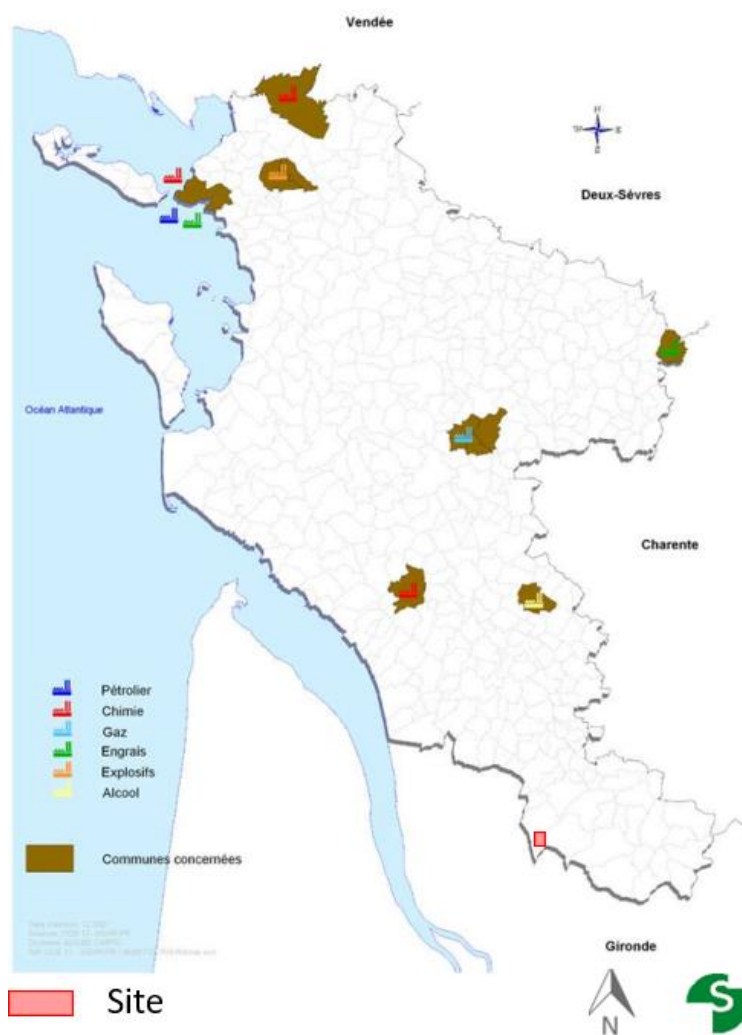 Vendée
N
S
Deux-Sèvres
Océan Atlantique
Charente
Pétrolier
Chimie
Gaz
Engrais
Explosifs
Alcool
Communes concernées
Gironde
Site
N
S